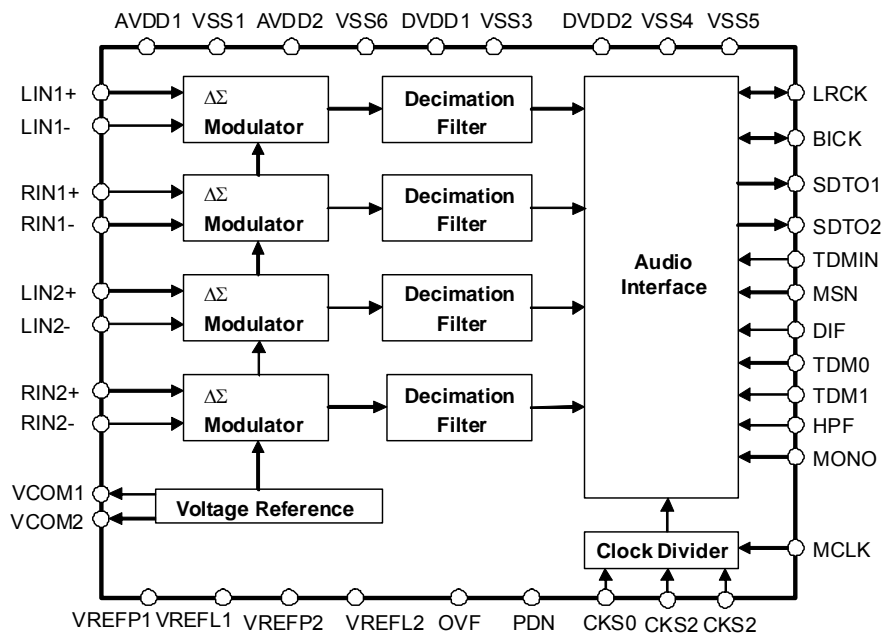 AVDD1 VSS1 AVDD2 VSS6 DVDD1 VSS3 DVDD2 VSS4 VSS5
LIN1+
LIN1-
RIN1+
RIN1-
LIN2+
LIN2-
RIN2+
RIN2-
VCOM1
VCOM2
ΔΣ
Modulator
Decimation
Filter
ΔΣ
Modulator
Decimation
Filter
ΔΣ
Modulator
Decimation
Filter
ΔΣ
Modulator
Decimation
Filter
Voltage Reference
Audio
Interface
Clock Divider
LRCK
BICK
SDTO1
SDTO2
TDMIN
MSN
DIF
TDM0
TDM1
HPF
MONO
MCLK
VREFP1 VREFL1 VREFP2 VREFL2 OVF PDN CKS0 CKS2 CKS2